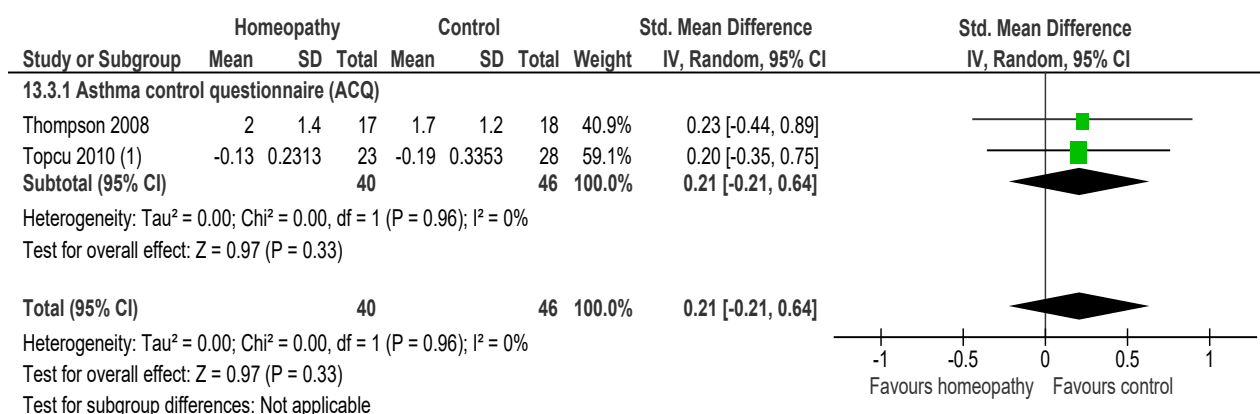 Homeopathy Control Std. Mean Difference Std. Mean Difference
Study or Subgroup Mean SD Total Mean SD Total Weight IV, Random, 95% CI IV, Random, 95% CI
13.3.1 Asthma control questionnaire (ACQ)
Thompson 2008 2 1.4 17 1.7 1.2 18 40.9% 0.23 [-0.44, 0.89]
Topcu 2010 (1) -0.13 0.2313 23 -0.19 0.3353 28 59.1% 0.20 [-0.35, 0.75]
Subtotal (95% CI) 40 46 100.0% 0.21 [-0.21, 0.64]
Heterogeneity: Tau² = 0.00; Chi² = 0.00, df = 1 (P = 0.96); I² = 0%
Test for overall effect: Z = 0.97 (P = 0.33)
Total (95% CI) 40 46 100.0% 0.21 [-0.21, 0.64]
Heterogeneity: Tau² = 0.00; Chi² = 0.00, df = 1 (P = 0.96); I² = 0%
Test for overall effect: Z = 0.97 (P = 0.33)
Test for subgroup differences: Not applicable
-1 -0.5 0 0.5 1
Favours homeopathy Favours control